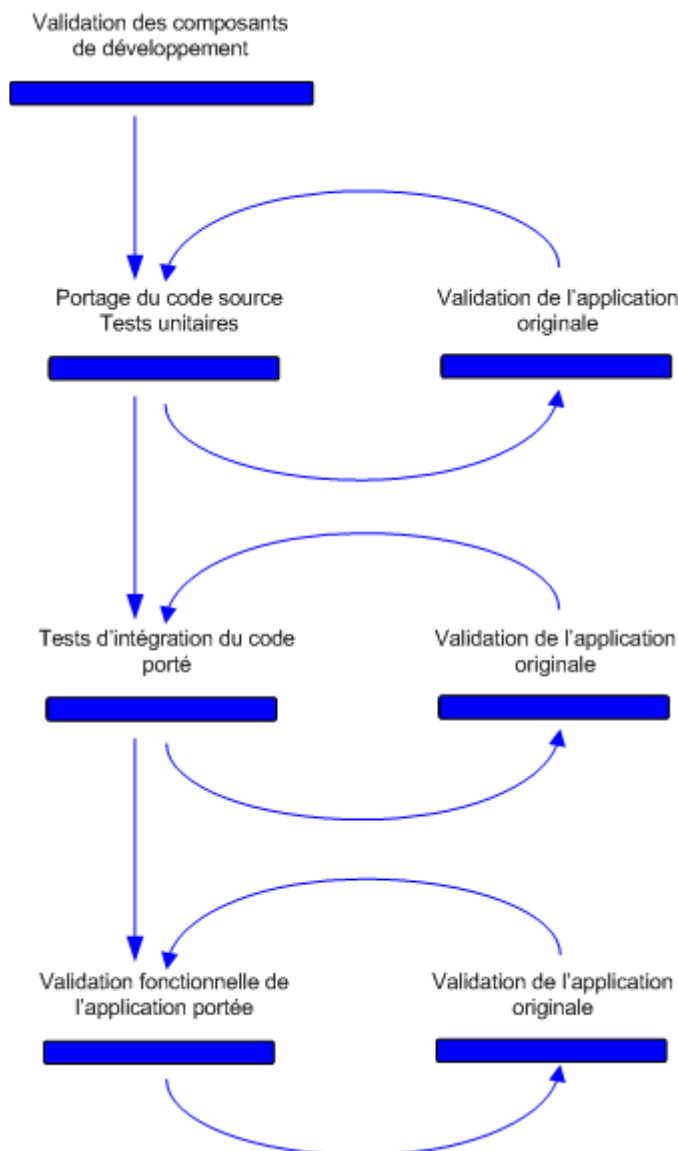 Validation des composants
de développement
Portage du code source
Tests unitaires
Validation de l'application
originale
Tests d'intégration du code
porté
Validation de l'application
originale
Validation fonctionnelle de
l'application portée
Validation de l'application
originale